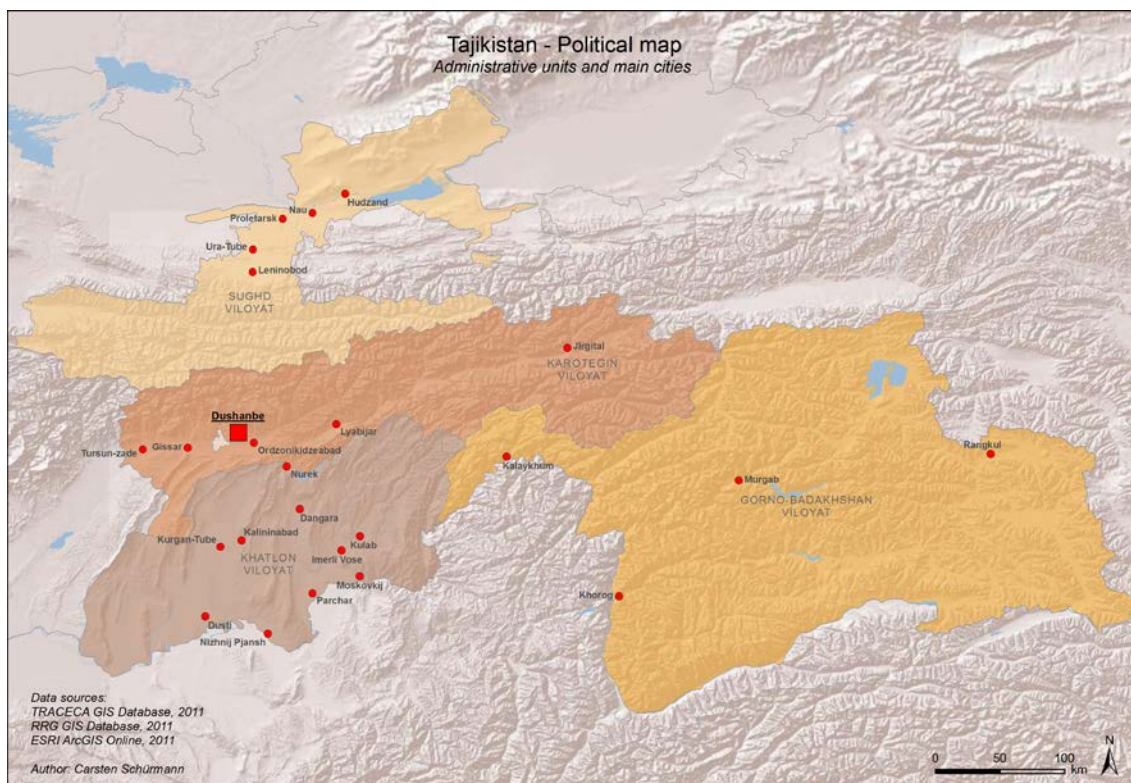 Tajikistan - Political map
Administrative units and main cities
Hudzand
Nau
Proletarsk
Ura-Tube
Leninobod
SUGHD
VILOYAT
Jirgital
KAROTEGIN
VILOYAT
Dushanbe
Lyabijar
Gissar
Ordzonikidzeabad
Tursun-zade
Rangkul
Kalaykhum
Nurek
Murgab
GORNO-BADAKHSHAN
VILOYAT
Dangara
Kalininabad
Kurgan-Tube
Kulab
KHATLON
VILOYAT
Imerli Vose
Moskovkij
Parchar
Khorog
Dusti
Nizhnij Pjansh
Data sources:
TRACECA GIS Database, 2011
RRG GIS Database, 2011
ESRI ArcGIS Online, 2011
Author: Carsten Schürmann
N
0 50 100
km